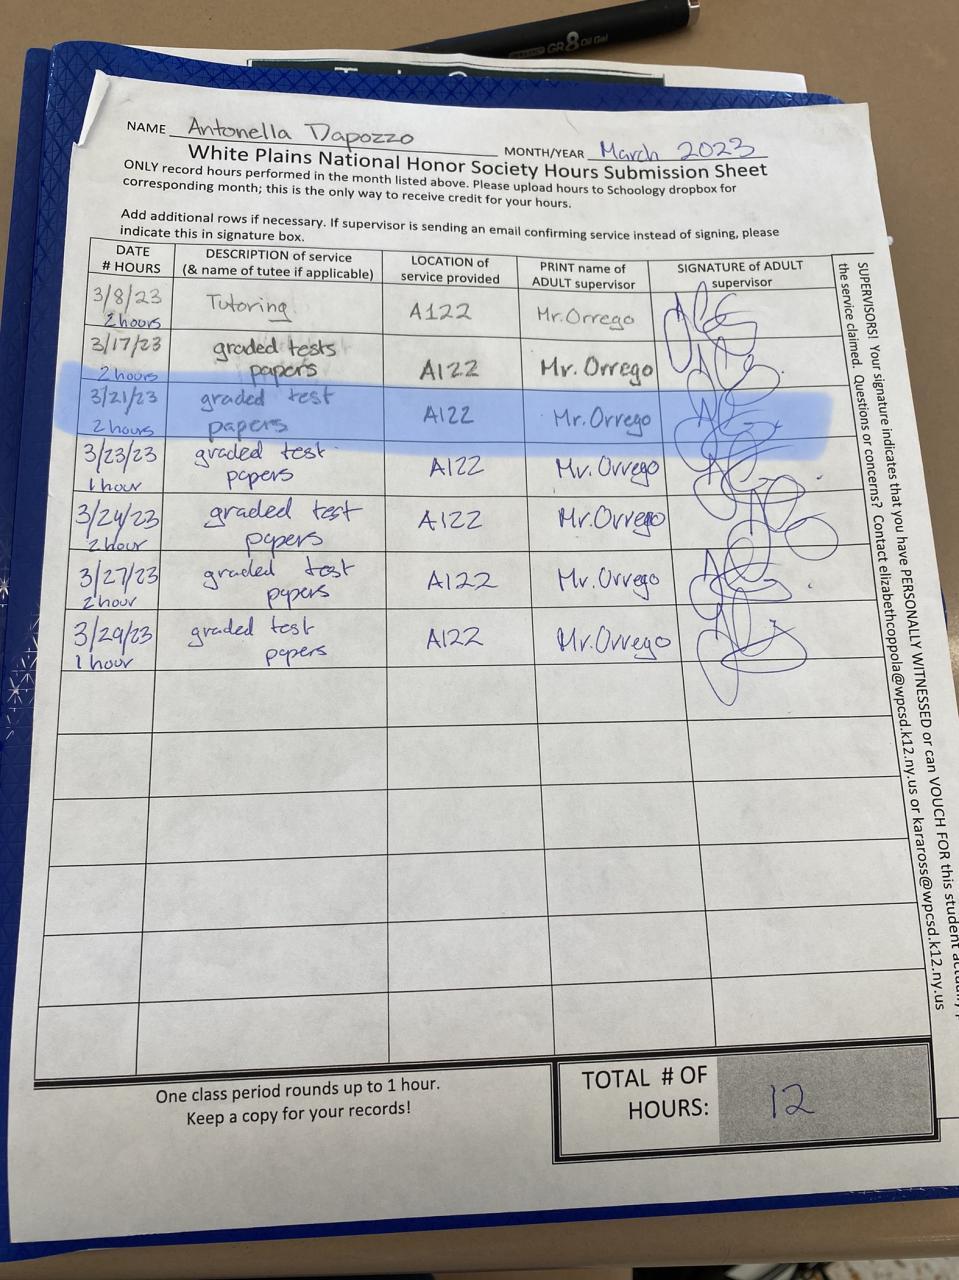 GR8 Oil Gel
NAME Antonella Dapozzo
MONTH/YEAR March 2023
White Plains National Honor Society Hours Submission Sheet
ONLY record hours performed in the month listed above. Please upload hours to Schoology dropbox for
corresponding month; this is the only way to receive credit for your hours.
Add additional rows if necessary. If supervisor is sending an email confirming service instead of signing, please
indicate this in signature box.
DATE
# HOURS
DESCRIPTION of service
(& name of tutee if applicable)
LOCATION of
service provided
PRINT name of
ADULT supervisor
SIGNATURE of ADULT
supervisor
3/8/23
2 hours
Tutoring
A122
Mr. Orrego
3/17/23
2 hours
graded tests
papers
A122
Mr. Orrego
3/21/23
2 hours
graded test
papers
A122
Mr. Orrego
3/23/23
1 hour
graded test
papers
A122
Mr. Orrego
3/24/23
2 hour
graded test
papers
A122
Mr. Orrego
3/27/23
2 hour
graded test
papers
A122
Mr. Orrego
3/29/23
1 hour
graded test
papers
A122
Mr. Orrego
One class period rounds up to 1 hour.
Keep a copy for your records!
TOTAL # OF
HOURS:
12
SUPERVISORS! Your signature indicates that you have PERSONALLY WITNESSED or can VOUCH FOR this student
the service claimed. Questions or concerns? Contact elizabethcoppola@wpcsd.k12.ny.us or karaross@wpcsd.k12.ny.us